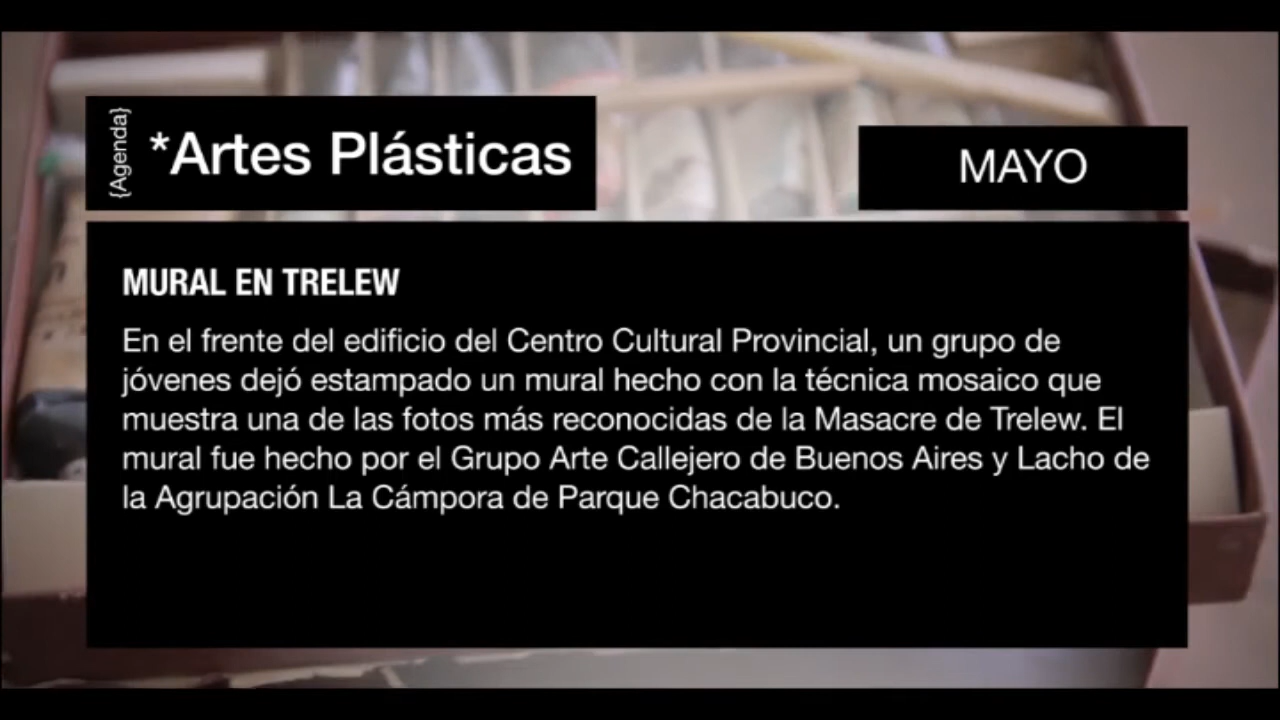 {Agenda}
*Artes Plásticas
MAYO
MURAL EN TRELEW
En el frente del edificio del Centro Cultural Provincial, un grupo de
jóvenes dejó estampado un mural hecho con la técnica mosaico que
muestra una de las fotos más reconocidas de la Masacre de Trelew. El
mural fue hecho por el Grupo Arte Callejero de Buenos Aires y Lacho de
la Agrupación La Cámpora de Parque Chacabuco.